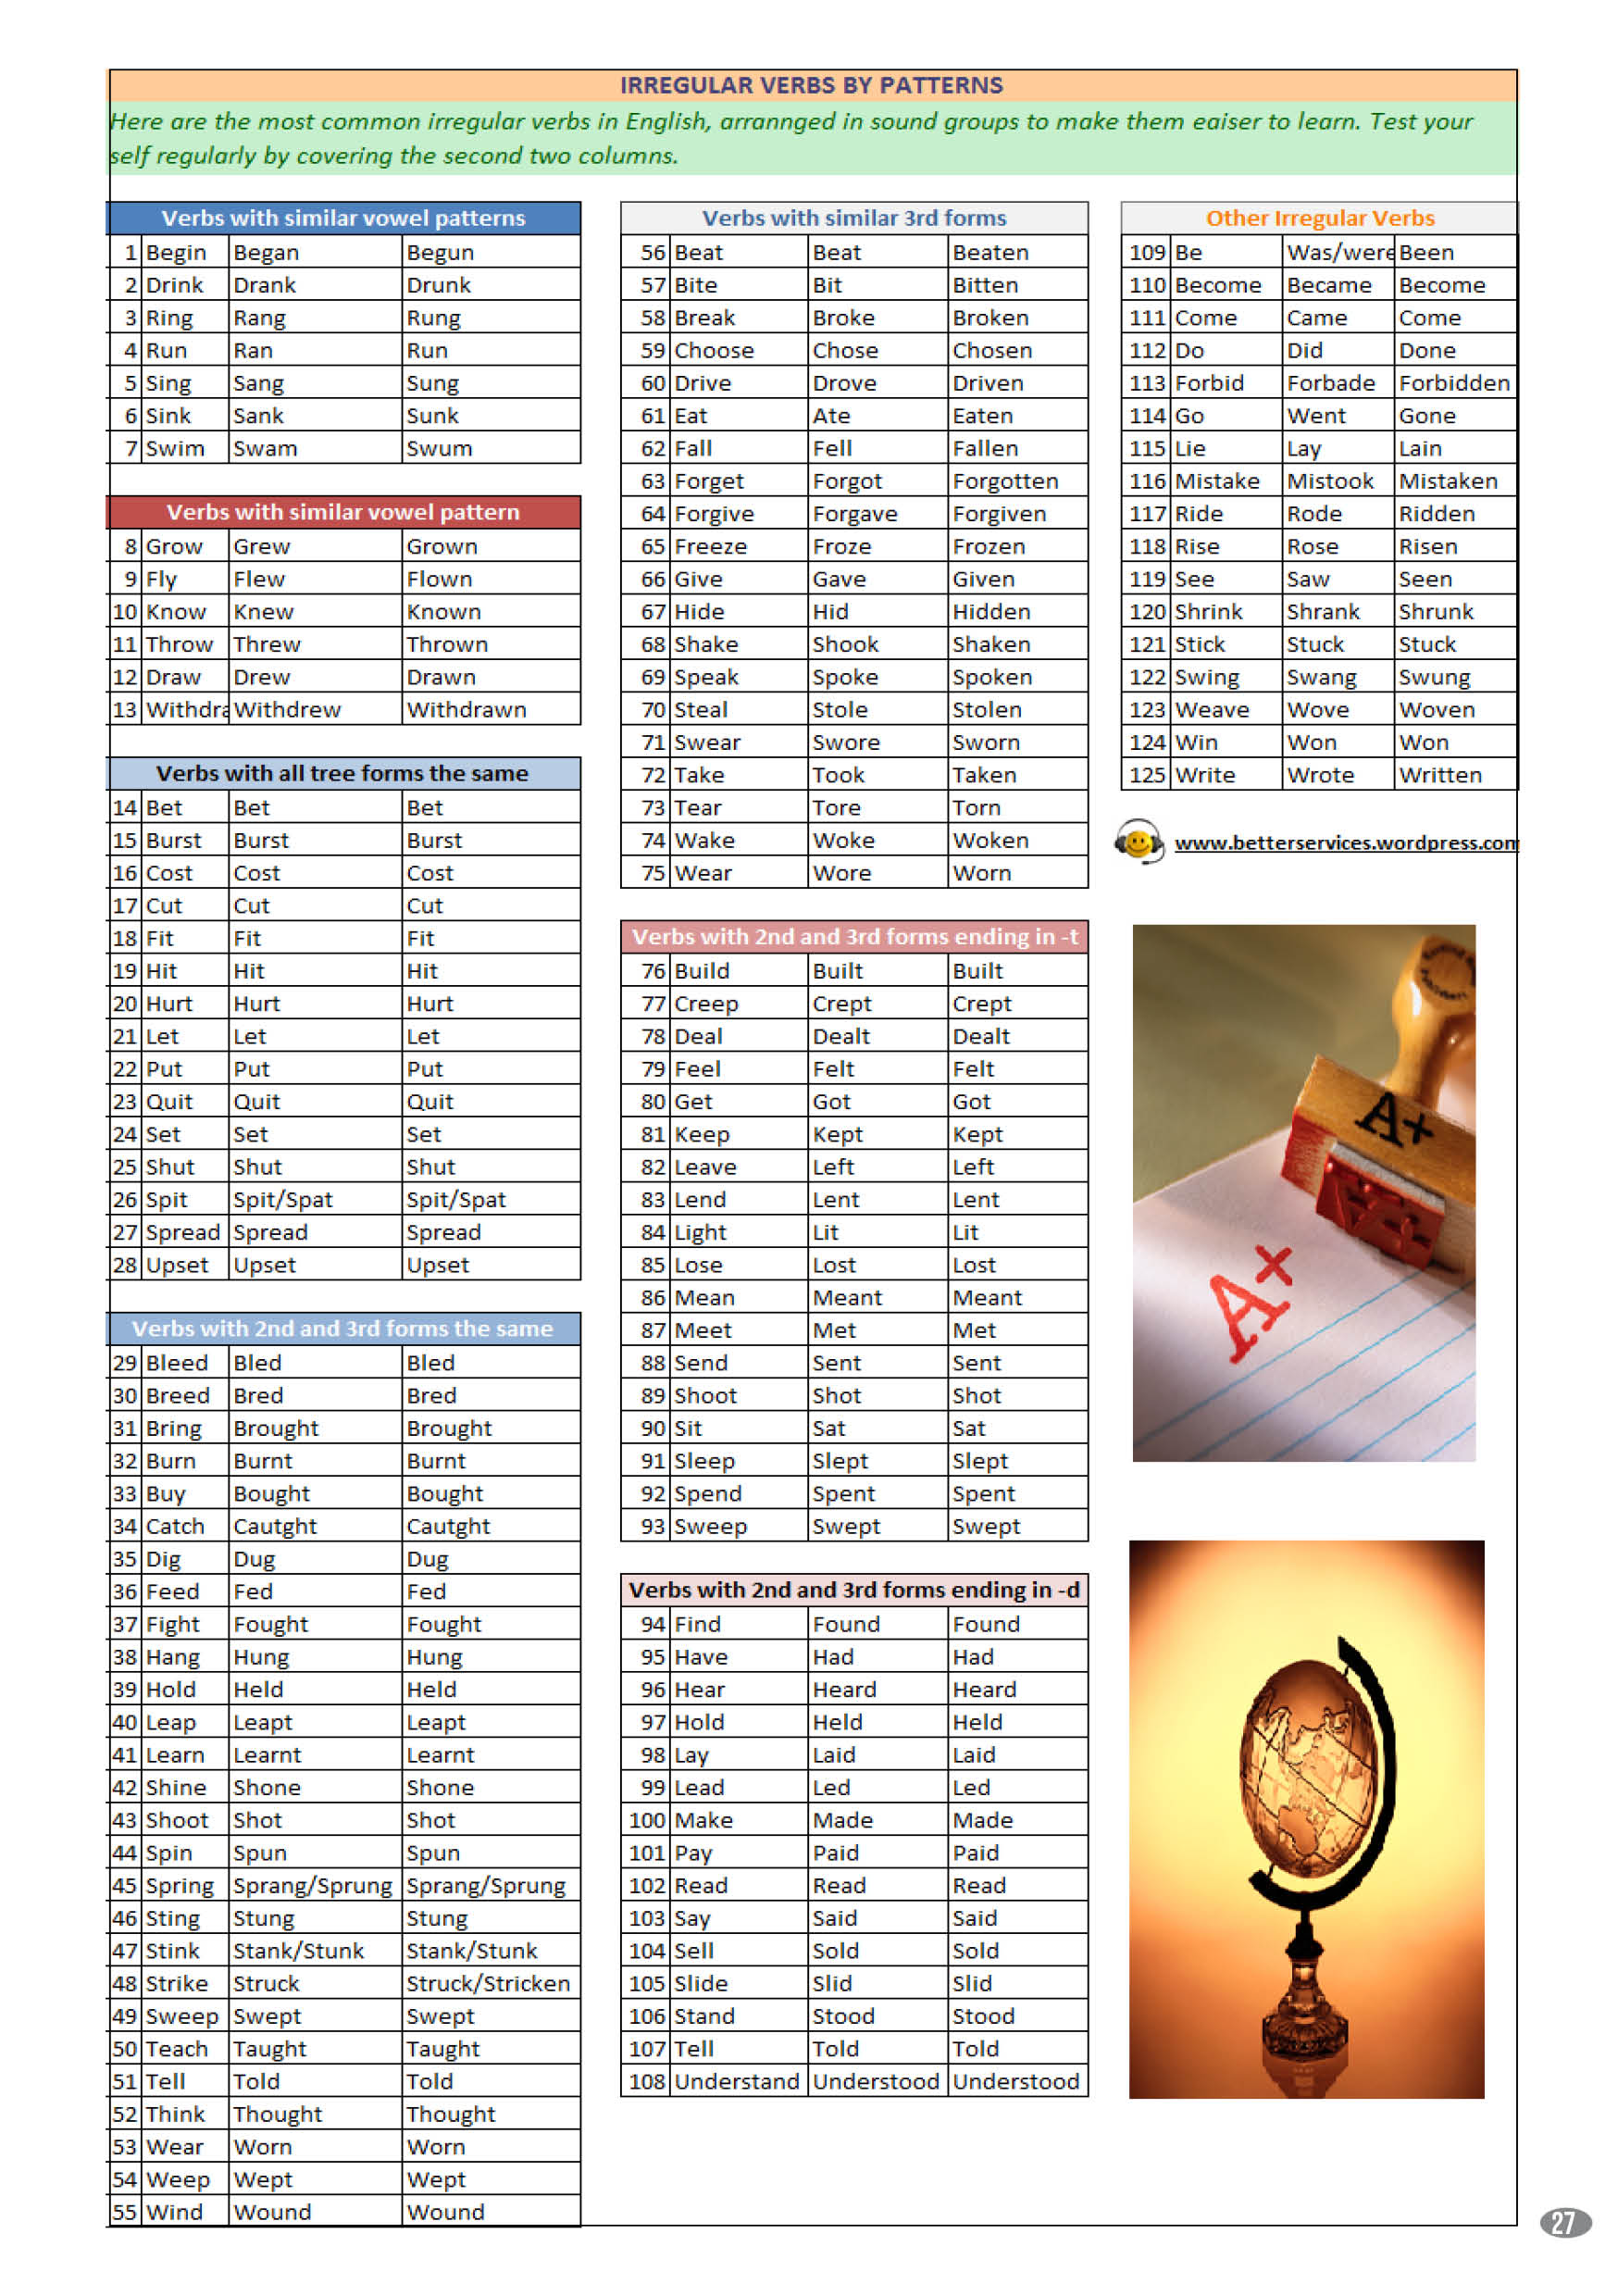 IRREGULAR VERBS BY PATTERNS
Here are the most common irregular verbs in English, arrannged in sound groups to make them eaiser to learn. Test your
self regularly by covering the second two columns.
Verbs with similar vowel patterns
1 Begin Began Begun
2 Drink Drank Drunk
3 Ring Rang Rung
4 Run Ran Run
5 Sing Sang Sung
6 Sink Sank Sunk
7 Swim Swam Swum
Verbs with similar vowel pattern
8 Grow Grew Grown
9 Fly Flew Flown
10 Know Knew Known
11 Throw Threw Thrown
12 Draw Drew Drawn
13 Withdra Withdrew Withdrawn
Verbs with all tree forms the same
14 Bet Bet Bet
15 Burst Burst Burst
16 Cost Cost Cost
17 Cut Cut Cut
18 Fit Fit Fit
19 Hit Hit Hit
20 Hurt Hurt Hurt
21 Let Let Let
22 Put Put Put
23 Quit Quit Quit
24 Set Set Set
25 Shut Shut Shut
26 Spit Spit/Spat Spit/Spat
27 Spread Spread Spread
28 Upset Upset Upset
Verbs with 2nd and 3rd forms the same
29 Bleed Bled Bled
30 Breed Bred Bred
31 Bring Brought Brought
32 Burn Burnt Burnt
33 Buy Bought Bought
34 Catch Cautght Cautght
35 Dig Dug Dug
36 Feed Fed Fed
37 Fight Fought Fought
38 Hang Hung Hung
39 Hold Held Held
40 Leap Leapt Leapt
41 Learn Learnt Learnt
42 Shine Shone Shone
43 Shoot Shot Shot
44 Spin Spun Spun
45 Spring Sprang/Sprung Sprang/Sprung
46 Sting Stung Stung
47 Stink Stank/Stunk Stank/Stunk
48 Strike Struck Struck/Stricken
49 Sweep Swept Swept
50 Teach Taught Taught
51 Tell Told Told
52 Think Thought Thought
53 Wear Worn Worn
54 Weep Wept Wept
55 Wind Wound Wound
Verbs with similar 3rd forms
56 Beat Beat Beaten
57 Bite Bit Bitten
58 Break Broke Broken
59 Choose Chose Chosen
60 Drive Drove Driven
61 Eat Ate Eaten
62 Fall Fell Fallen
63 Forget Forgot Forgotten
64 Forgive Forgave Forgiven
65 Freeze Froze Frozen
66 Give Gave Given
67 Hide Hid Hidden
68 Shake Shook Shaken
69 Speak Spoke Spoken
70 Steal Stole Stolen
71 Swear Swore Sworn
72 Take Took Taken
73 Tear Tore Torn
74 Wake Woke Woken
75 Wear Wore Worn
Verbs with 2nd and 3rd forms ending in -t
76 Build Built Built
77 Creep Crept Crept
78 Deal Dealt Dealt
79 Feel Felt Felt
80 Get Got Got
81 Keep Kept Kept
82 Leave Left Left
83 Lend Lent Lent
84 Light Lit Lit
85 Lose Lost Lost
86 Mean Meant Meant
87 Meet Met Met
88 Send Sent Sent
89 Shoot Shot Shot
90 Sit Sat Sat
91 Sleep Slept Slept
92 Spend Spent Spent
93 Sweep Swept Swept
Verbs with 2nd and 3rd forms ending in -d
94 Find Found Found
95 Have Had Had
96 Hear Heard Heard
97 Hold Held Held
98 Lay Laid Laid
99 Lead Led Led
100 Make Made Made
101 Pay Paid Paid
102 Read Read Read
103 Say Said Said
104 Sell Sold Sold
105 Slide Slid Slid
106 Stand Stood Stood
107 Tell Told Told
108 Understand Understood Understood
Other Irregular Verbs
109 Be Was/were Been
110 Become Became Become
111 Come Came Come
112 Do Did Done
113 Forbid Forbade Forbidden
114 Go Went Gone
115 Lie Lay Lain
116 Mistake Mistook Mistaken
117 Ride Rode Ridden
118 Rise Rose Risen
119 See Saw Seen
120 Shrink Shrank Shrunk
121 Stick Stuck Stuck
122 Swing Swang Swung
123 Weave Wove Woven
124 Win Won Won
125 Write Wrote Written
www.betterservices.wordpress.com
A+
A+
27